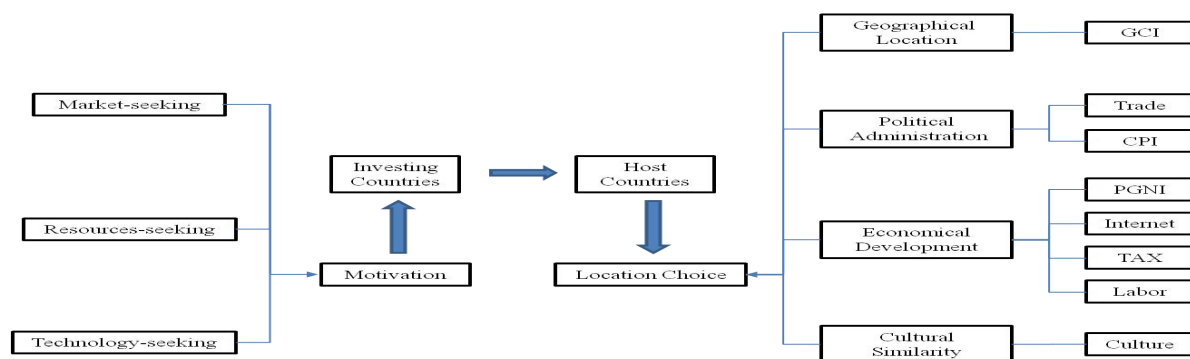 Market-seeking
Resources-seeking
Technology-seeking
Motivation
Investing
Countries
Host
Countries
Location Choice
Geographical
Location
Political
Administration
Economical
Development
Cultural
Similarity
GCI
Trade
CPI
PGNI
Internet
TAX
Labor
Culture